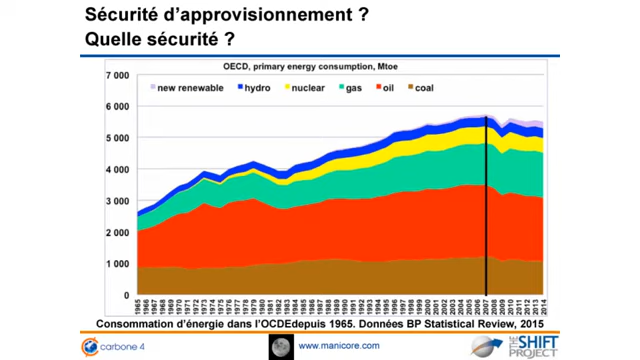 Sécurité d'approvisionnement ?
Quelle sécurité ?
OECD, primary energy consumption, Mtoe
7 000
new renewable hydro nuclear gas oil coal
6 000
5 000
4 000
3 000
2 000
1 000
0
1965 1966 1967 1968 1969 1970 1971 1972 1973 1974 1975 1976 1977 1978 1979 1980 1981 1982 1983 1984 1985 1986 1987 1988 1989 1990 1991 1992 1993 1994 1995 1996 1997 1998 1999 2000 2001 2002 2003 2004 2005 2006 2007 2008 2009 2010 2011 2012 2013 2014
Consommation d'énergie dans l'OCDEdepuis 1965. Données BP Statistical Review, 2015
carbone 4 www.manicore.com THE SHIFT PROJECT